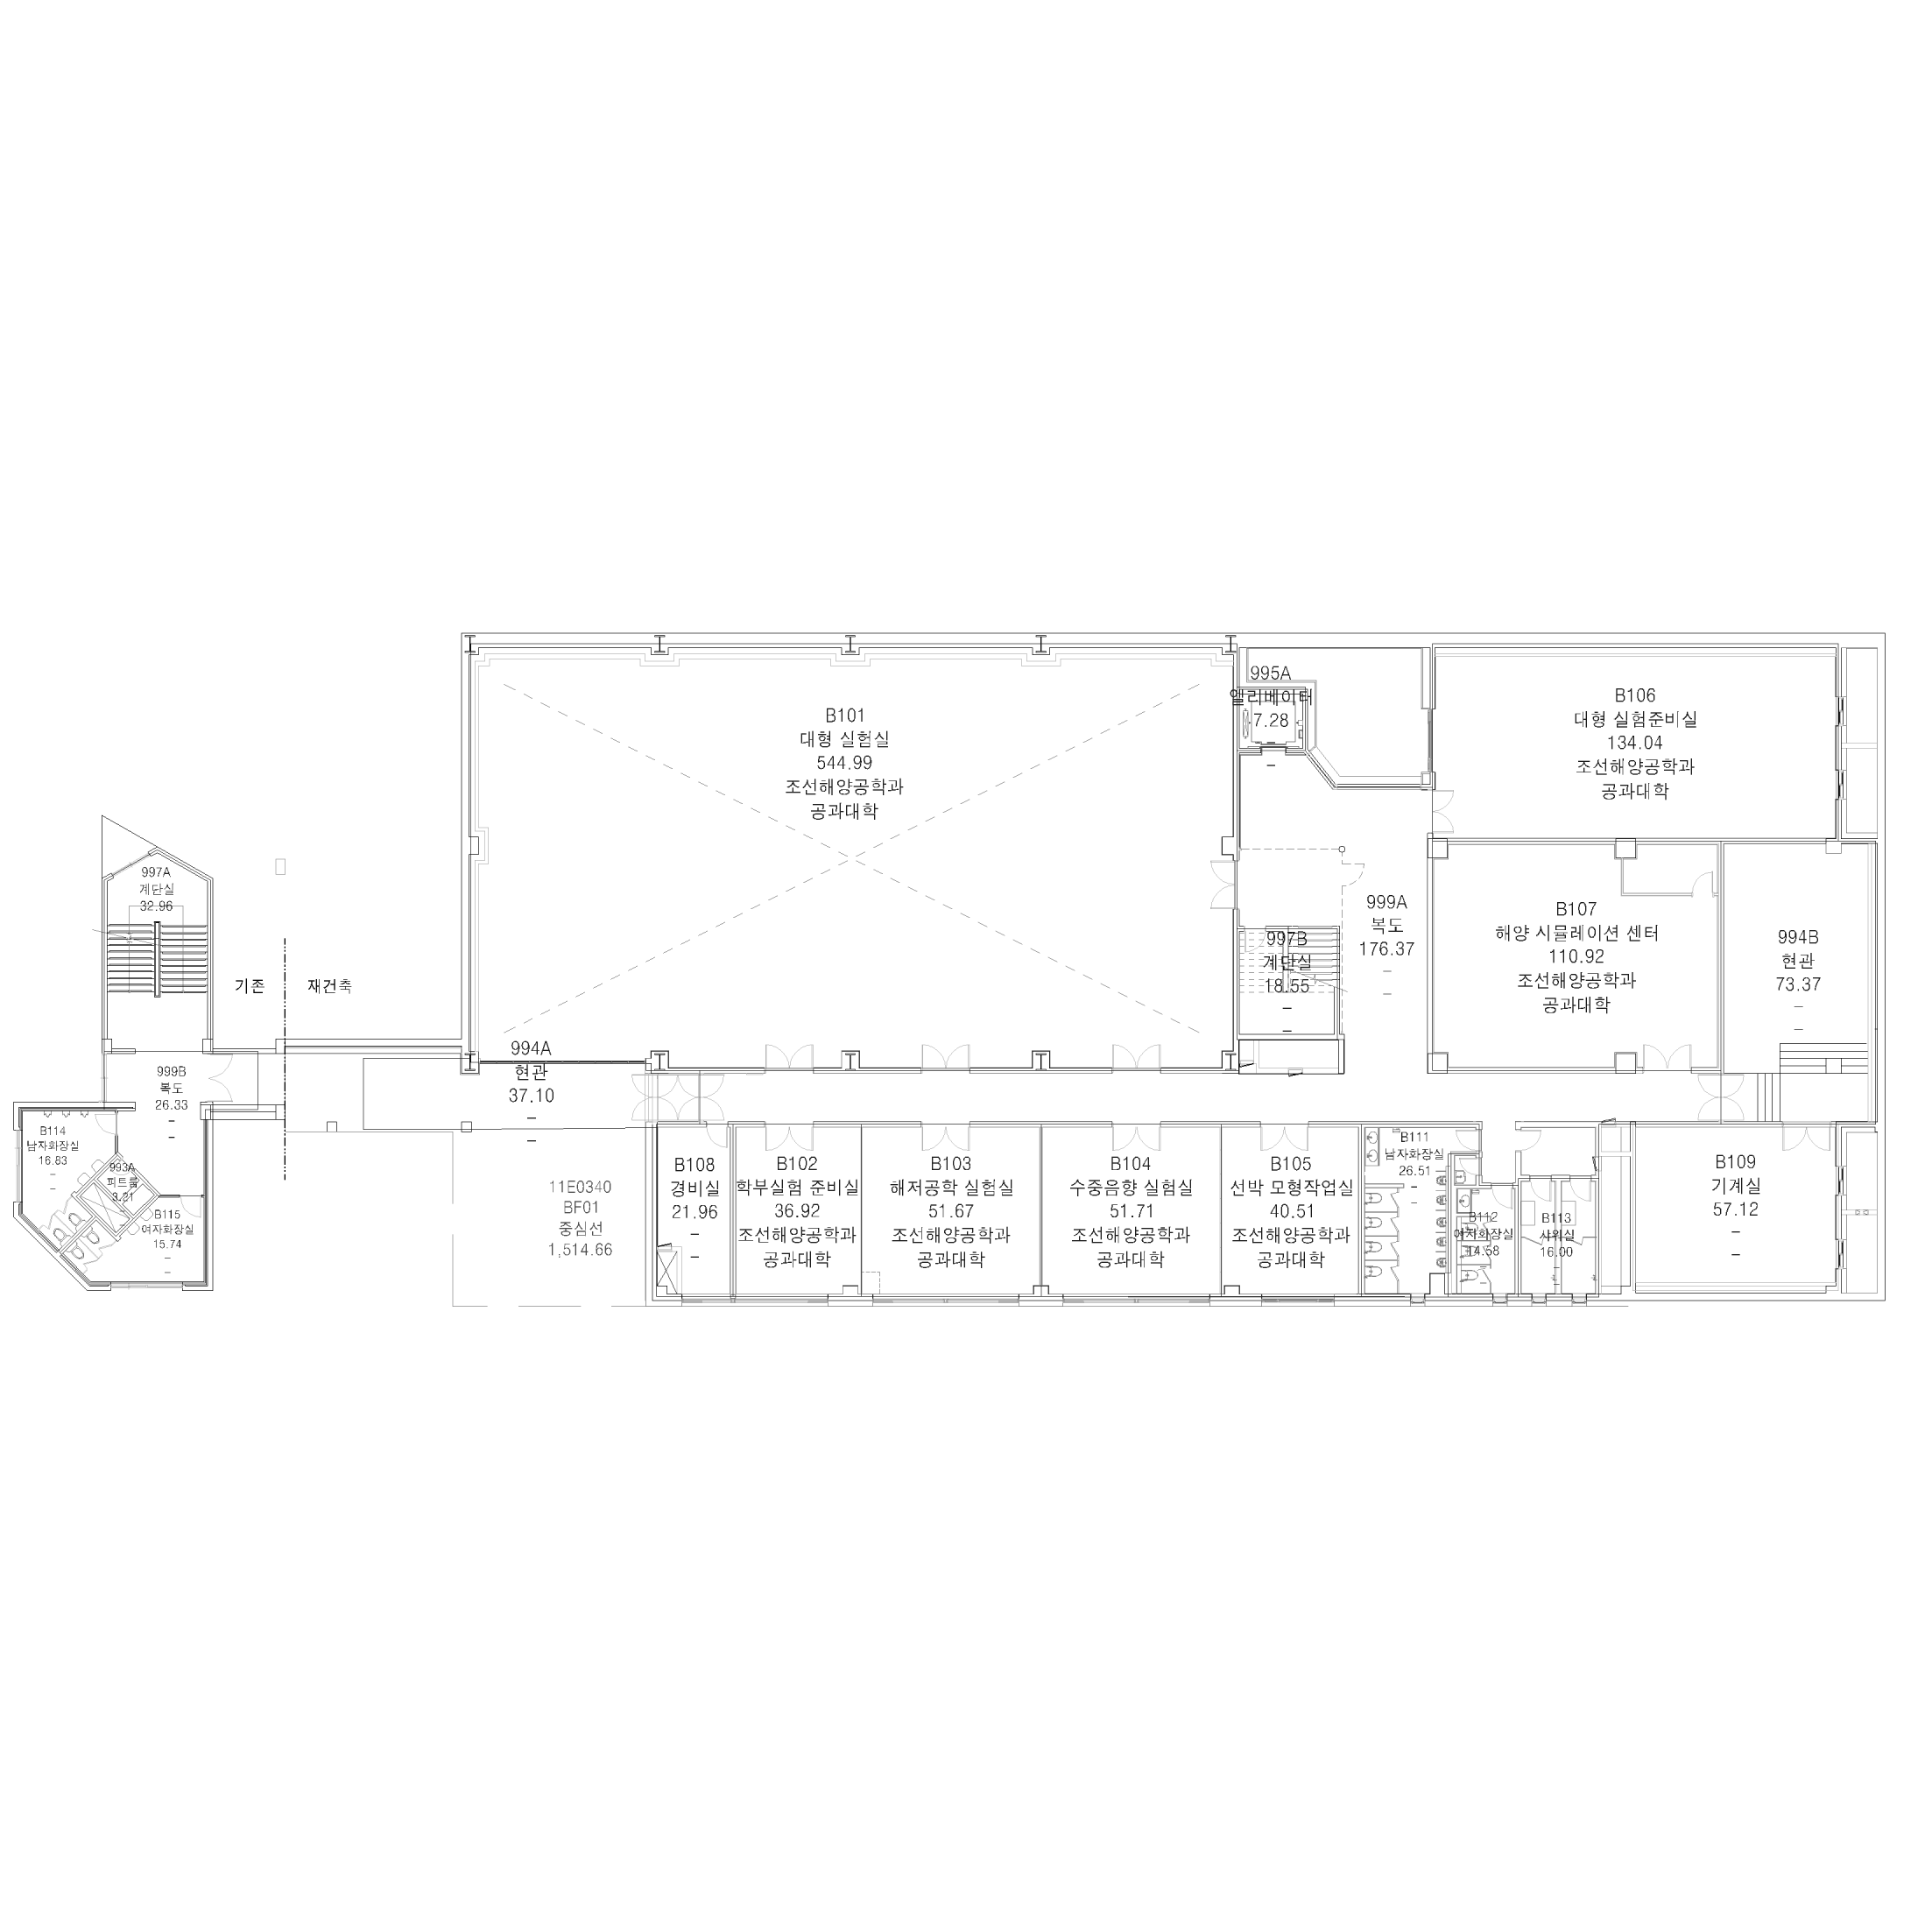 995A
엘리베이터
7.28
B106
대형 실험준비실
134.04
조선해양공학과
공과대학
B101
대형 실험실
544.99
조선해양공학과
공과대학
997A
계단실
32.96
999A
복도
176.37
–
–
B107
해양 시뮬레이션 센터
110.92
조선해양공학과
공과대학
997B
계단실
18.55
–
–
994B
현관
73.37
–
–
기존
재건축
994A
현관
37.10
–
–
999B
복도
26.33
–
–
B114
남자화장실
16.83
–
–
993A
피트룸
3.21
–
B115
여자화장실
15.74
–
–
11E0340
BF01
중심선
1,514.66
B108
경비실
21.96
–
–
B102
학부실험 준비실
36.92
조선해양공학과
공과대학
B103
해저공학 실험실
51.67
조선해양공학과
공과대학
B104
수중음향 실험실
51.71
조선해양공학과
공과대학
B105
선박 모형작업실
40.51
조선해양공학과
공과대학
B111
남자화장실
26.51
–
–
B112
여자화장실
14.58
–
–
B113
샤워실
16.00
–
–
B109
기계실
57.12
–
–